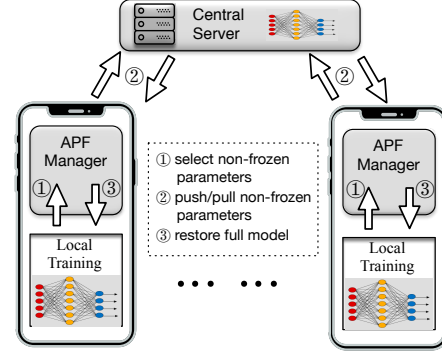 Central
Server
②
②
APF
Manager
①
③
Local
Training
① select non-frozen
parameters
② push/pull non-frozen
parameters
③ restore full model
APF
Manager
①
③
Local
Training